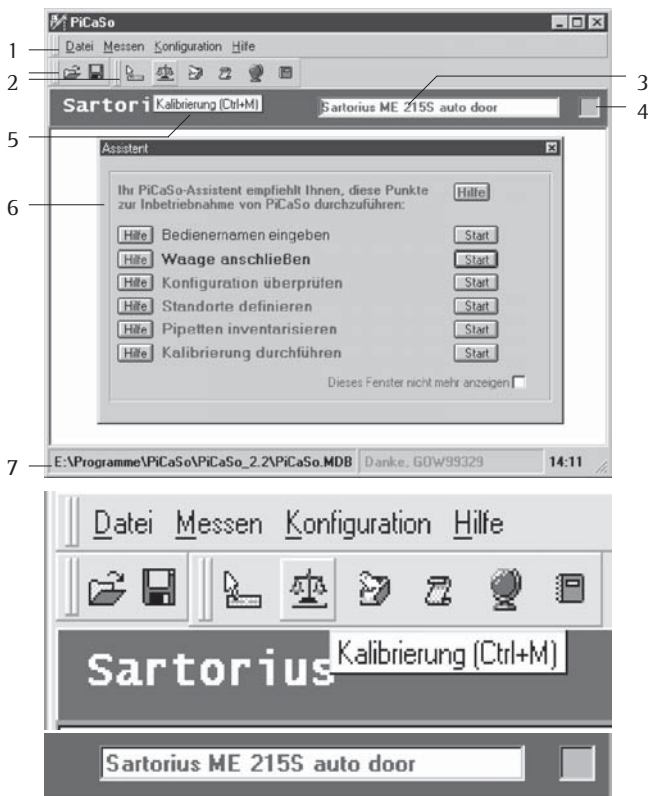 PiCaSo
1
Datei Messen Konfiguration Hilfe
2
3
Sartori
Kalibrierung (Ctrl+M)
Sartorius ME 215S auto door
4
5
Assistent
6
Ihr PiCaSo-Assistent empfiehlt Ihnen, diese Punkte
zur Inbetriebnahme von PiCaSo durchzuführen:
Hilfe
Hilfe Bedienernamen eingeben Start
Hilfe Waage anschließen Start
Hilfe Konfiguration überprüfen Start
Hilfe Standorte definieren Start
Hilfe Pipetten inventarisieren Start
Hilfe Kalibrierung durchführen Start
Dieses Fenster nicht mehr anzeigen
7
E:\Programme\PiCaSo\PiCaSo_2.2\PiCaSo.MDB Danke, GOW99329 14:11
Datei Messen Konfiguration Hilfe
Kalibrierung (Ctrl+M)
Sartorius
Sartorius ME 215S auto door